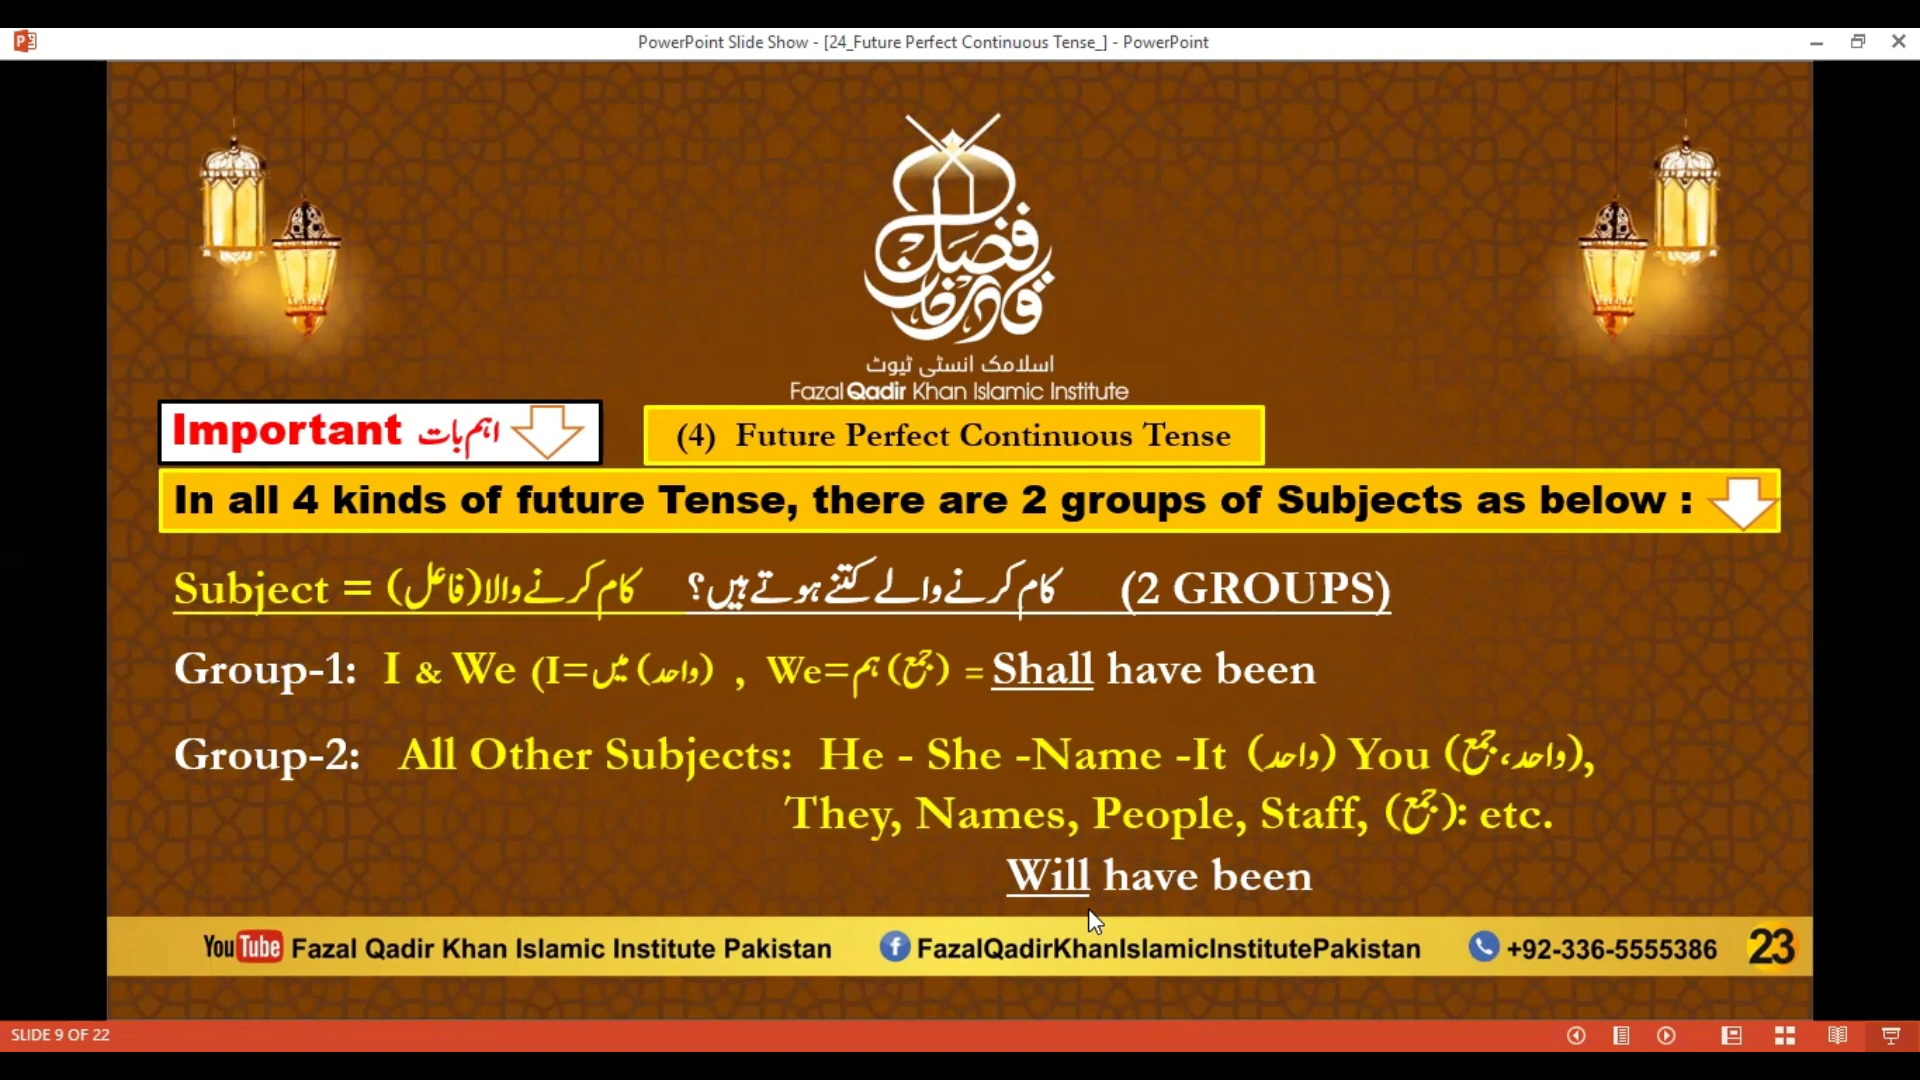 PowerPoint Slide Show - [24_Future Perfect Continuous Tense_] - PowerPoint
فضل قادر خان
اسلامک انسٹی ٹیوٹ
Fazal Qadir Khan Islamic Institute
Important اہم بات
(4) Future Perfect Continuous Tense
In all 4 kinds of future Tense, there are 2 groups of Subjects as below :
Subject = کام کرنے والا(فاعل) کام کرنے والے کتنے ہوتے ہیں؟ (2 GROUPS)
Group-1: I & We (I=میں (واحد) , We=ہم (جمع) = Shall have been
Group-2: All Other Subjects: He - She -Name -It (واحد) You (واحد، جمع),
They, Names, People, Staff, (جمع): etc.
Will have been
YouTube Fazal Qadir Khan Islamic Institute Pakistan f FazalQadirKhanIslamicInstitutePakistan +92-336-5555386 23
SLIDE 9 OF 22